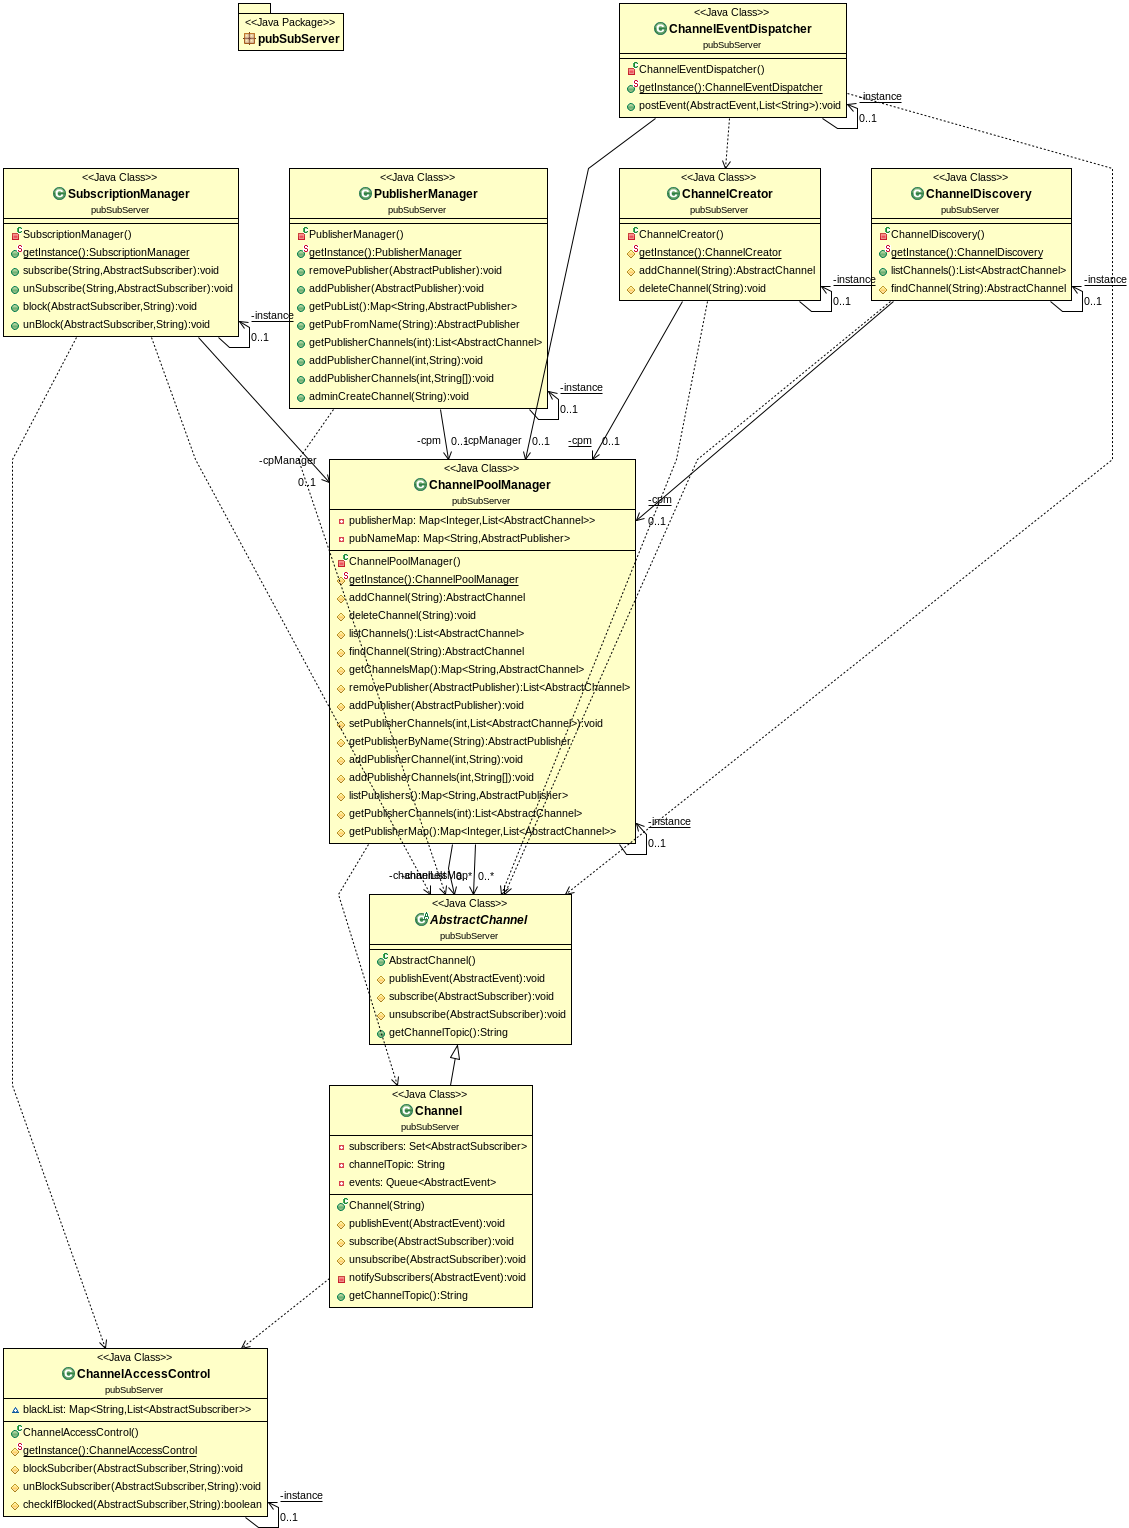 <<Java Package>>
pubSubServer
<<Java Class>>
ChannelEventDispatcher
pubSubServer
ChannelEventDispatcher()
getInstance():ChannelEventDispatcher
postEvent(AbstractEvent,List<String>):void
-instance
0..1
<<Java Class>>
SubscriptionManager
pubSubServer
SubscriptionManager()
getInstance():SubscriptionManager
subscribe(String,AbstractSubscriber):void
unSubscribe(String,AbstractSubscriber):void
block(AbstractSubscriber,String):void
unBlock(AbstractSubscriber,String):void
-instance
0..1
<<Java Class>>
PublisherManager
pubSubServer
PublisherManager()
getInstance():PublisherManager
removePublisher(AbstractPublisher):void
addPublisher(AbstractPublisher):void
getPubList():Map<String,AbstractPublisher>
getPubFromName(String):AbstractPublisher
getPublisherChannels(int):List<AbstractChannel>
addPublisherChannel(int,String):void
addPublisherChannels(int,String[]):void
adminCreateChannel(String):void
-instance
0..1
<<Java Class>>
ChannelCreator
pubSubServer
ChannelCreator()
getInstance():ChannelCreator
addChannel(String):AbstractChannel
deleteChannel(String):void
-instance
0..1
<<Java Class>>
ChannelDiscovery
pubSubServer
ChannelDiscovery()
getInstance():ChannelDiscovery
listChannels():List<AbstractChannel>
findChannel(String):AbstractChannel
-instance
0..1
-cpm
0..1
-cpManager
0..1
-cpm
0..1
-cpManager
0..1
-cpm
0..1
<<Java Class>>
ChannelPoolManager
pubSubServer
publisherMap: Map<Integer,List<AbstractChannel>>
pubNameMap: Map<String,AbstractPublisher>
ChannelPoolManager()
getInstance():ChannelPoolManager
addChannel(String):AbstractChannel
deleteChannel(String):void
listChannels():List<AbstractChannel>
findChannel(String):AbstractChannel
getChannelsMap():Map<String,AbstractChannel>
removePublisher(AbstractPublisher):List<AbstractChannel>
addPublisher(AbstractPublisher):void
setPublisherChannels(int,List<AbstractChannel>):void
getPublisherByName(String):AbstractPublisher
addPublisherChannel(int,String):void
addPublisherChannels(int,String[]):void
listPublishers():Map<String,AbstractPublisher>
getPublisherChannels(int):List<AbstractChannel>
getPublisherMap():Map<Integer,List<AbstractChannel>>
-instance
0..1
-channelList
0..*
-channelsMap
0..*
<<Java Class>>
AbstractChannel
pubSubServer
AbstractChannel()
publishEvent(AbstractEvent):void
subscribe(AbstractSubscriber):void
unsubscribe(AbstractSubscriber):void
getChannelTopic():String
<<Java Class>>
Channel
pubSubServer
subscribers: Set<AbstractSubscriber>
channelTopic: String
events: Queue<AbstractEvent>
Channel(String)
publishEvent(AbstractEvent):void
subscribe(AbstractSubscriber):void
unsubscribe(AbstractSubscriber):void
notifySubscribers(AbstractEvent):void
getChannelTopic():String
<<Java Class>>
ChannelAccessControl
pubSubServer
blackList: Map<String,List<AbstractSubscriber>>
ChannelAccessControl()
getInstance():ChannelAccessControl
blockSubcriber(AbstractSubscriber,String):void
unBlockSubscriber(AbstractSubscriber,String):void
checkIfBlocked(AbstractSubscriber,String):boolean
-instance
0..1